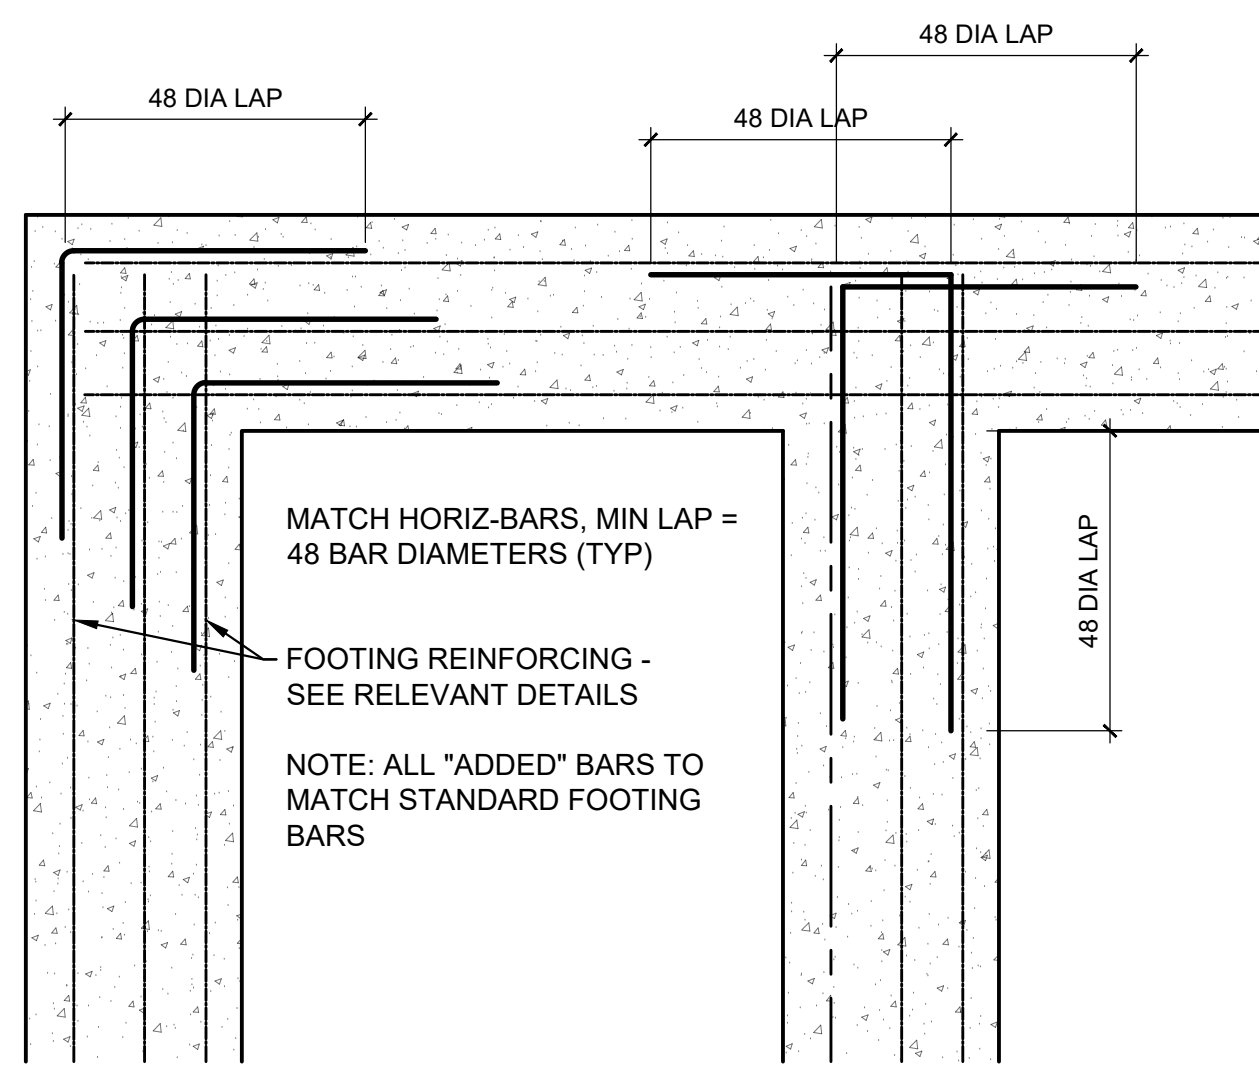 48 DIA LAP
48 DIA LAP
48 DIA LAP
MATCH HORIZ-BARS, MIN LAP =
48 BAR DIAMETERS (TYP)
48 DIA LAP
FOOTING REINFORCING -
SEE RELEVANT DETAILS
NOTE: ALL "ADDED" BARS TO
MATCH STANDARD FOOTING
BARS